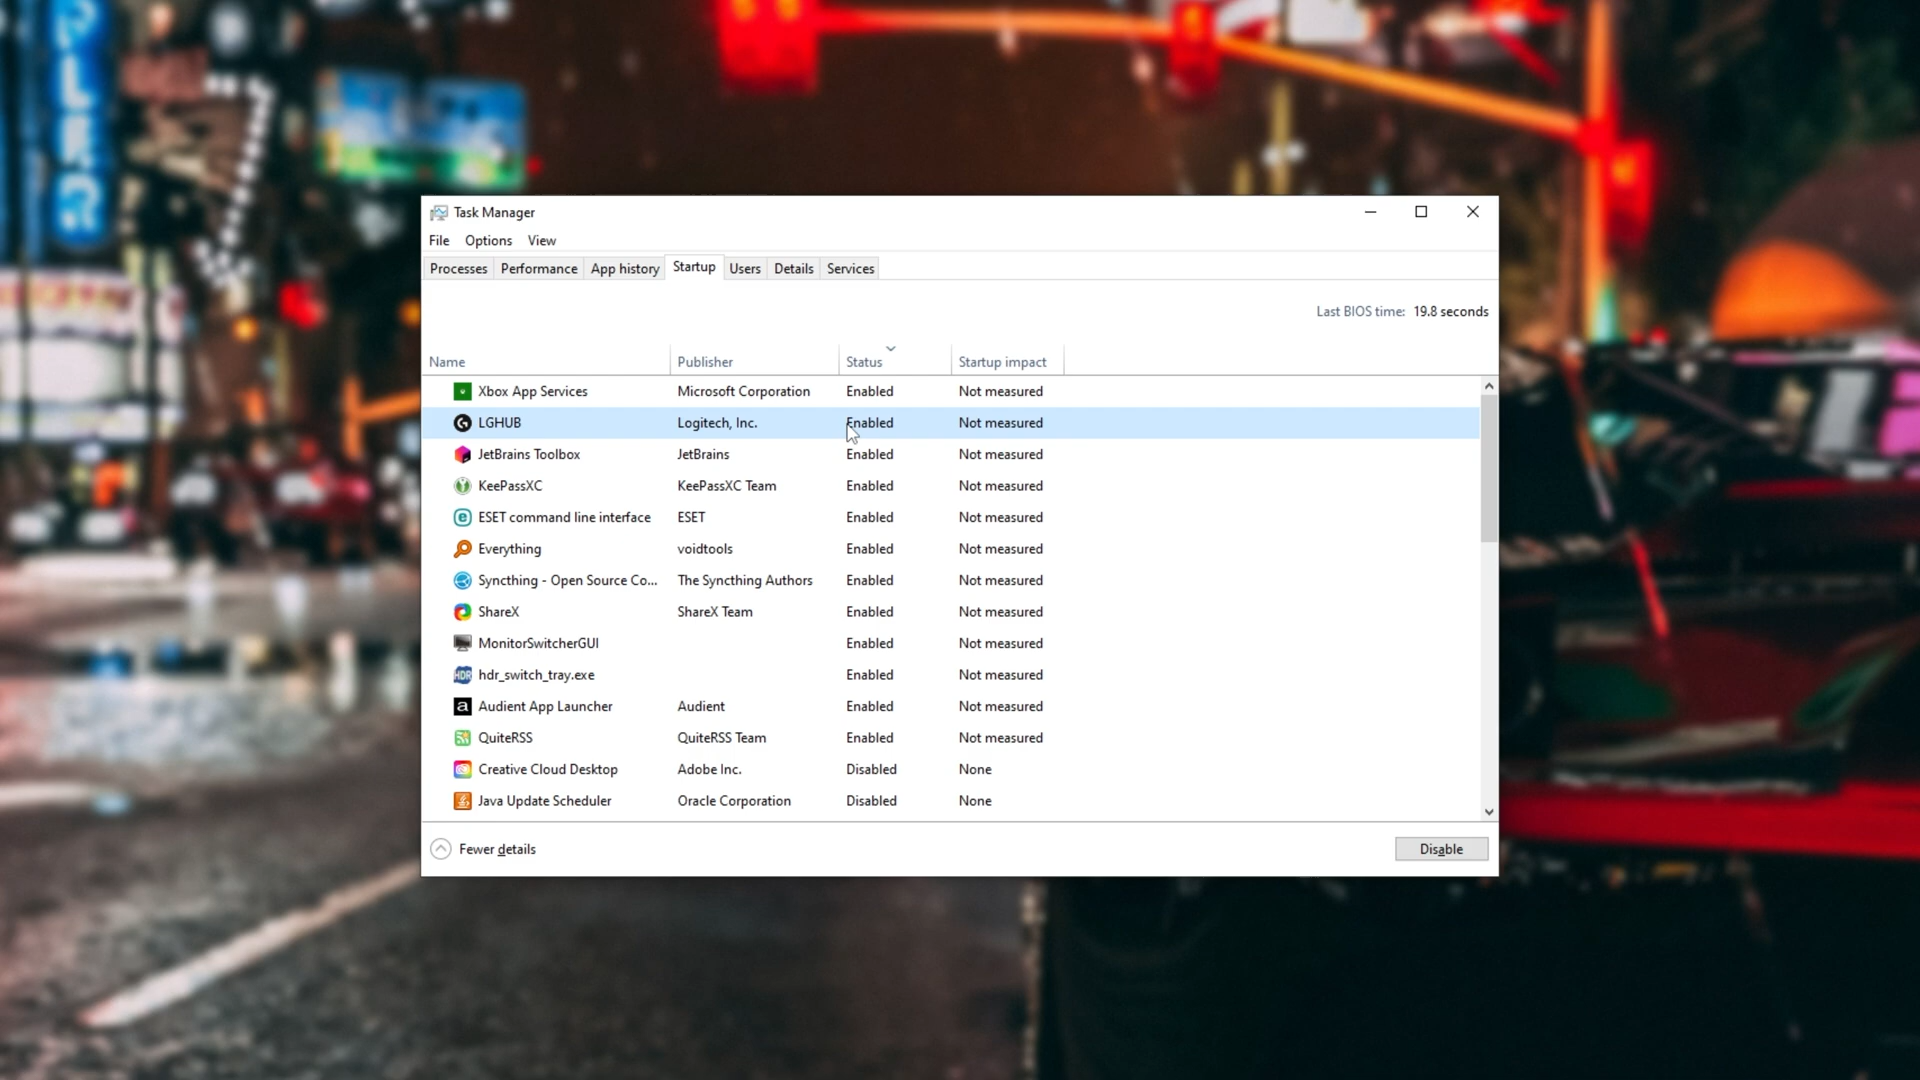 Task Manager
File Options View
Processes Performance App history Startup Users Details Services
Last BIOS time: 19.8 seconds
Name Publisher Status Startup impact
Xbox App Services Microsoft Corporation Enabled Not measured
LGHUB Logitech, Inc. Enabled Not measured
JetBrains Toolbox JetBrains Enabled Not measured
KeePassXC KeePassXC Team Enabled Not measured
ESET command line interface ESET Enabled Not measured
Everything voidtools Enabled Not measured
Syncthing - Open Source Co... The Syncthing Authors Enabled Not measured
ShareX ShareX Team Enabled Not measured
MonitorSwitcherGUI Enabled Not measured
HDR hdr_switch_tray.exe Enabled Not measured
a Audient App Launcher Audient Enabled Not measured
QuiteRSS QuiteRSS Team Enabled Not measured
Creative Cloud Desktop Adobe Inc. Disabled None
Java Update Scheduler Oracle Corporation Disabled None
Fewer details Disable